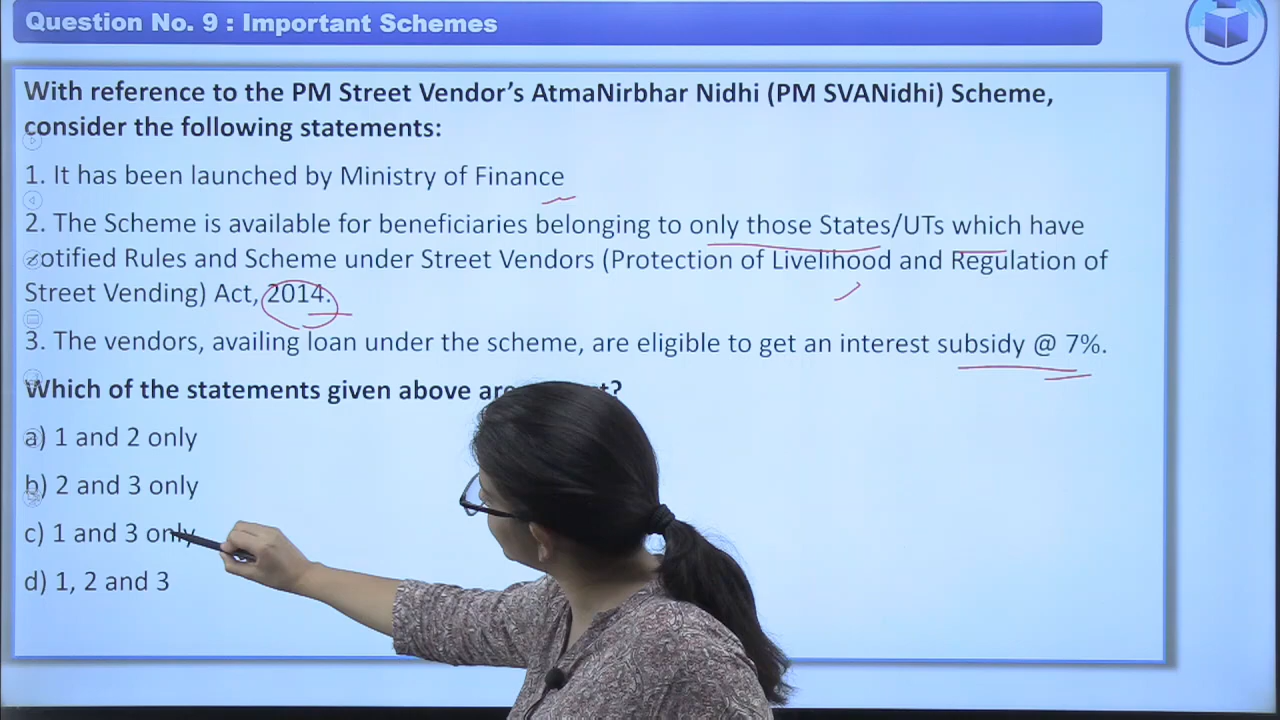 Question No. 9 : Important Schemes
With reference to the PM Street Vendor's AtmaNirbhar Nidhi (PM SVANidhi) Scheme,
consider the following statements:
1. It has been launched by Ministry of Finance
2. The Scheme is available for beneficiaries belonging to only those States/UTs which have
notified Rules and Scheme under Street Vendors (Protection of Livelihood and Regulation of
Street Vending) Act, 2014.
3. The vendors, availing loan under the scheme, are eligible to get an interest subsidy @ 7%.
Which of the statements given above are ?
a) 1 and 2 only
b) 2 and 3 only
c) 1 and 3 only
d) 1, 2 and 3